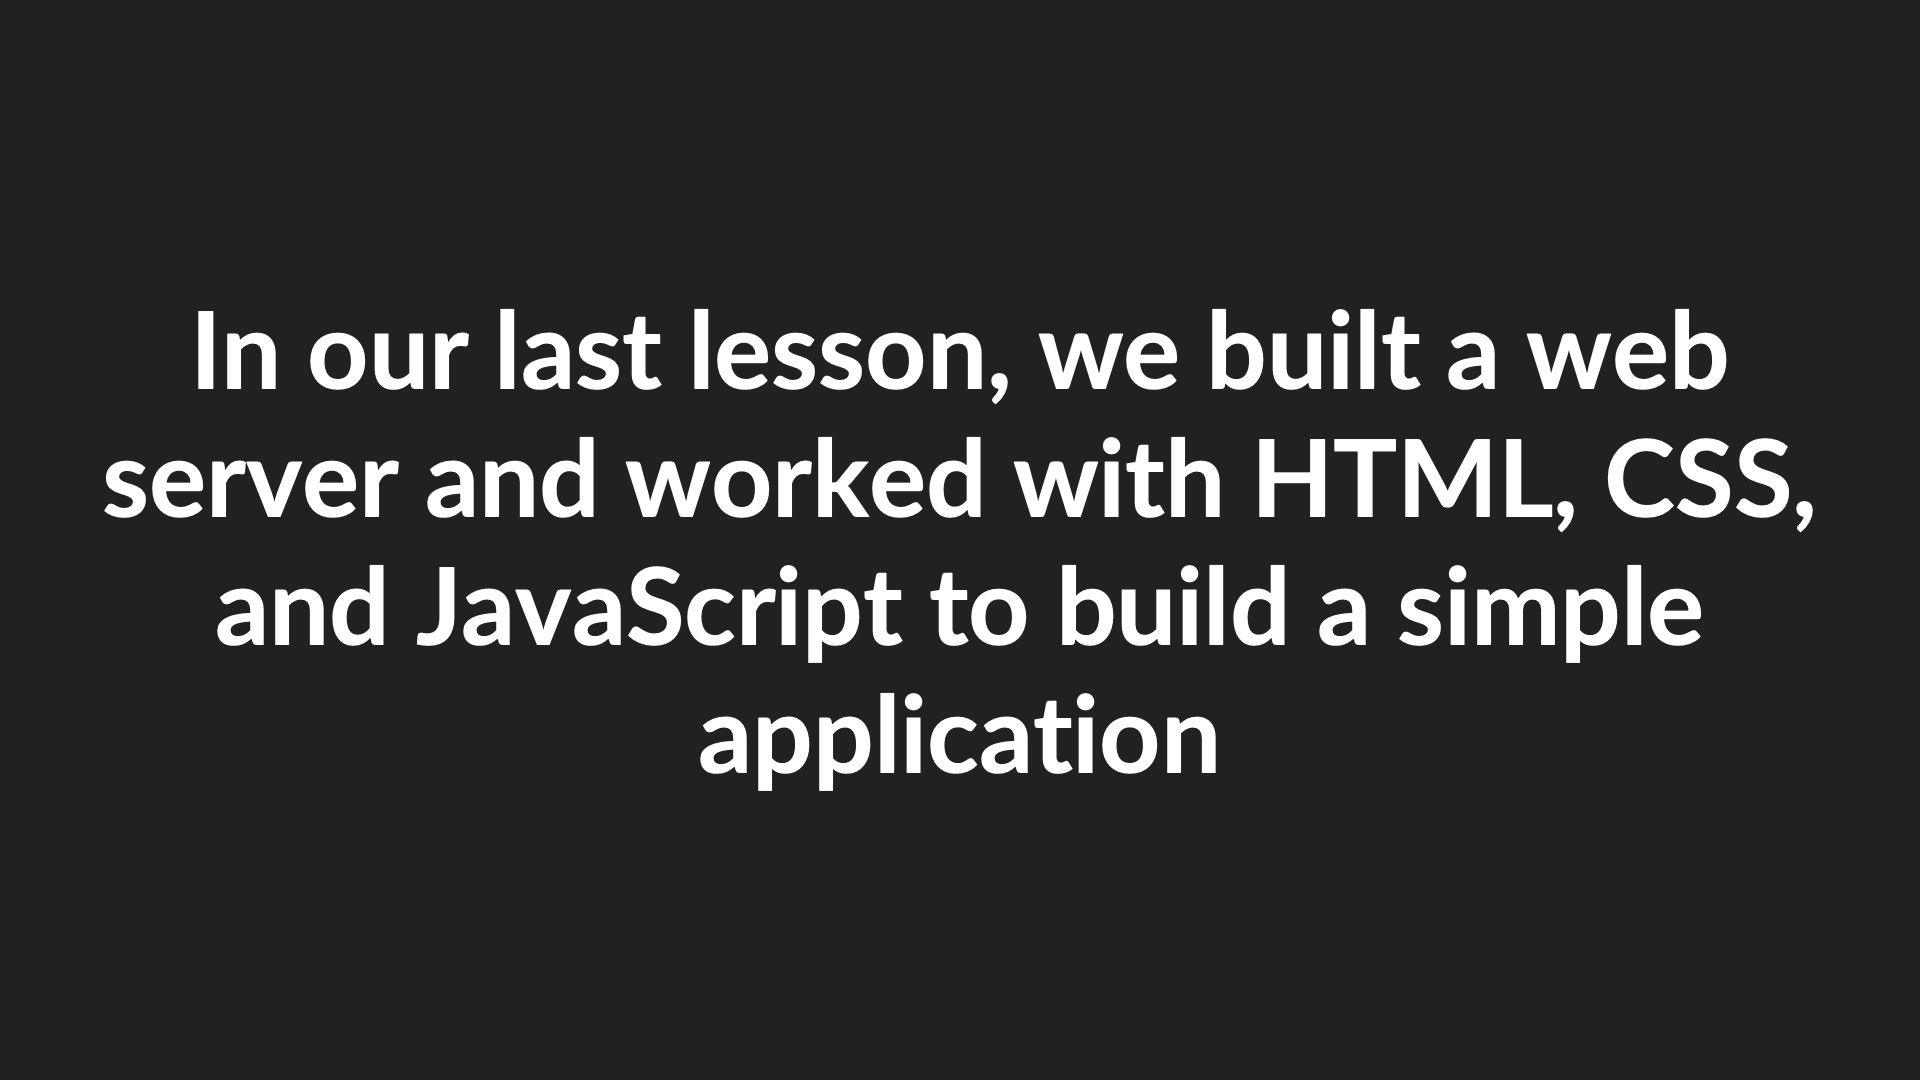 In our last lesson, we built a web
server and worked with HTML, CSS,
and JavaScript to build a simple
application